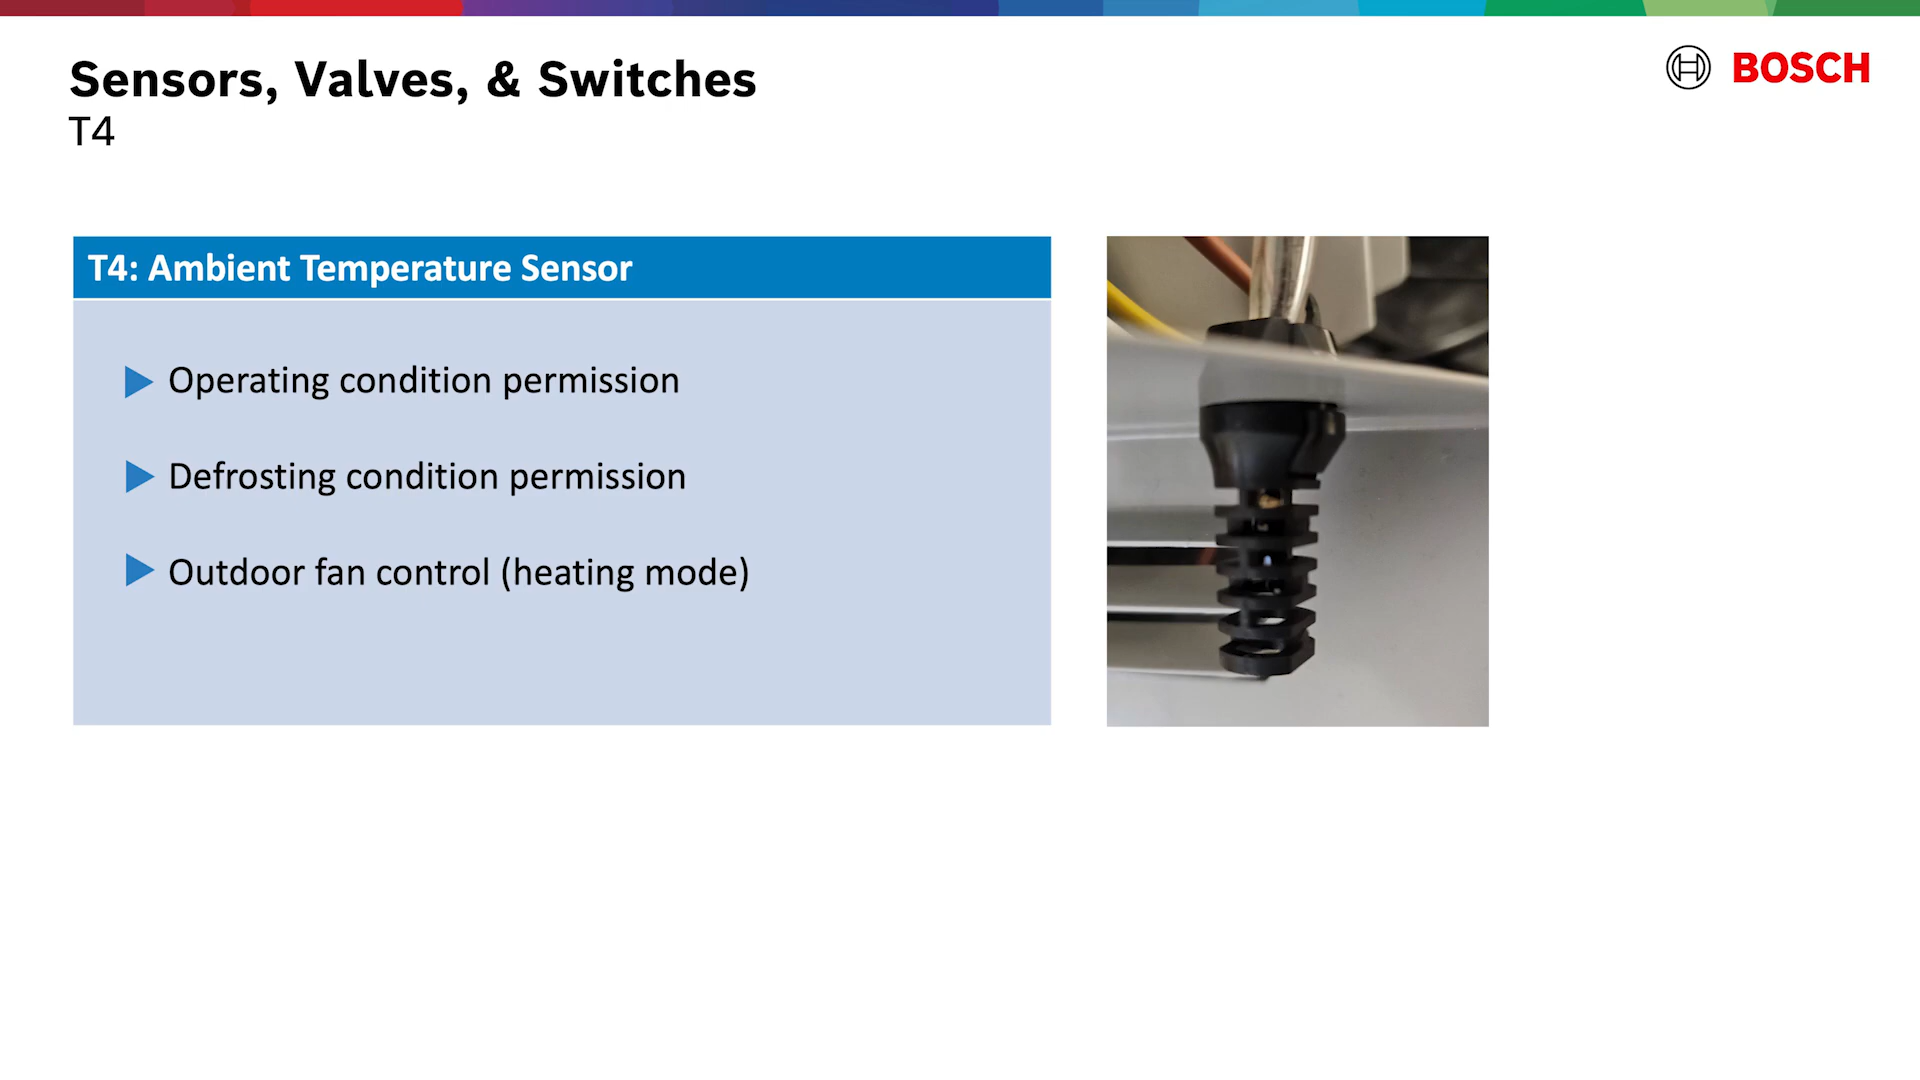 Sensors, Valves, & Switches
T4
BOSCH
T4: Ambient Temperature Sensor
Operating condition permission
Defrosting condition permission
Outdoor fan control (heating mode)